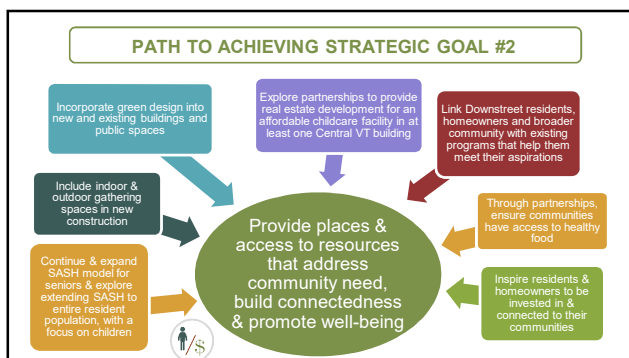 PATH TO ACHIEVING STRATEGIC GOAL #2
Incorporate green design into
new and existing buildings and
public spaces
Explore partnerships to provide
real estate development for an
affordable childcare facility in at
least one Central VT building
Link Downstreet residents,
homeowners and broader
community with existing
programs that help them
meet their aspirations
Include indoor &
outdoor gathering
spaces in new
construction
Through partnerships,
ensure communities
have access to healthy
food
Continue & expand
SASH model for
seniors & explore
extending SASH to
entire resident
population, with a
focus on children
Provide places &
access to resources
that address
community need,
build connectedness
& promote well-being
Inspire residents &
homeowners to be
invested in &
connected to their
communities
/$